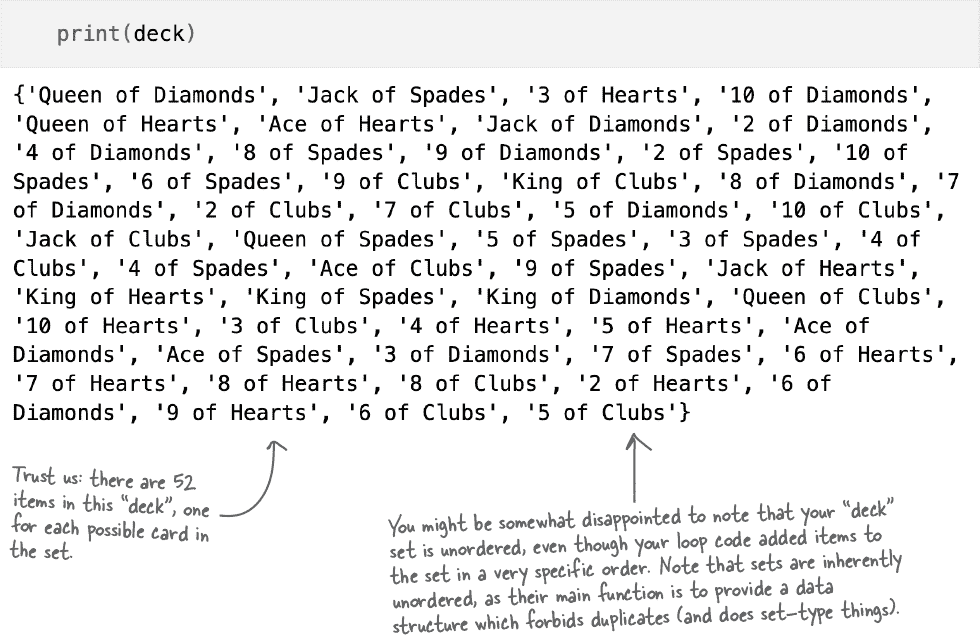 print(deck)
{'Queen of Diamonds', 'Jack of Spades', '3 of Hearts', '10 of Diamonds',
'Queen of Hearts', 'Ace of Hearts', 'Jack of Diamonds', '2 of Diamonds',
'4 of Diamonds', '8 of Spades', '9 of Diamonds', '2 of Spades', '10 of
Spades', '6 of Spades', '9 of Clubs', 'King of Clubs', '8 of Diamonds', '7
of Diamonds', '2 of Clubs', '7 of Clubs', '5 of Diamonds', '10 of Clubs',
'Jack of Clubs', 'Queen of Spades', '5 of Spades', '3 of Spades', '4 of
Clubs', '4 of Spades', 'Ace of Clubs', '9 of Spades', 'Jack of Hearts',
'King of Hearts', 'King of Spades', 'King of Diamonds', 'Queen of Clubs',
'10 of Hearts', '3 of Clubs', '4 of Hearts', '5 of Hearts', 'Ace of
Diamonds', 'Ace of Spades', '3 of Diamonds', '7 of Spades', '6 of Hearts',
'7 of Hearts', '8 of Hearts', '8 of Clubs', '2 of Hearts', '6 of
Diamonds', '9 of Hearts', '6 of Clubs', '5 of Clubs'}
Trust us: there are 52
items in this “deck”, one
for each possible card in
the set.
You might be somewhat disappointed to note that your “deck”
set is unordered, even though your loop code added items to
the set in a very specific order. Note that sets are inherently
unordered, as their main function is to provide a data
structure which forbids duplicates (and does set-type things).